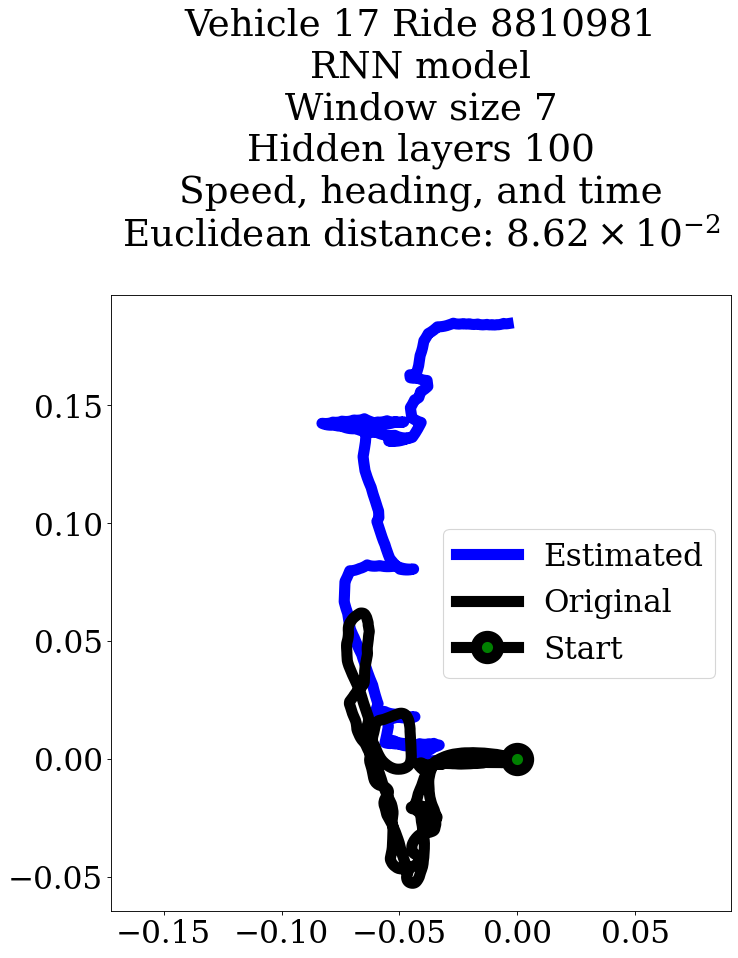 Vehicle 17 Ride 8810981
RNN model
Window size 7
Hidden layers 100
Speed, heading, and time
Euclidean distance: 8.62 × 10⁻²
0.15
0.10
0.05
0.00
−0.05
Estimated
Original
Start
−0.15 −0.10 −0.05 0.00 0.05